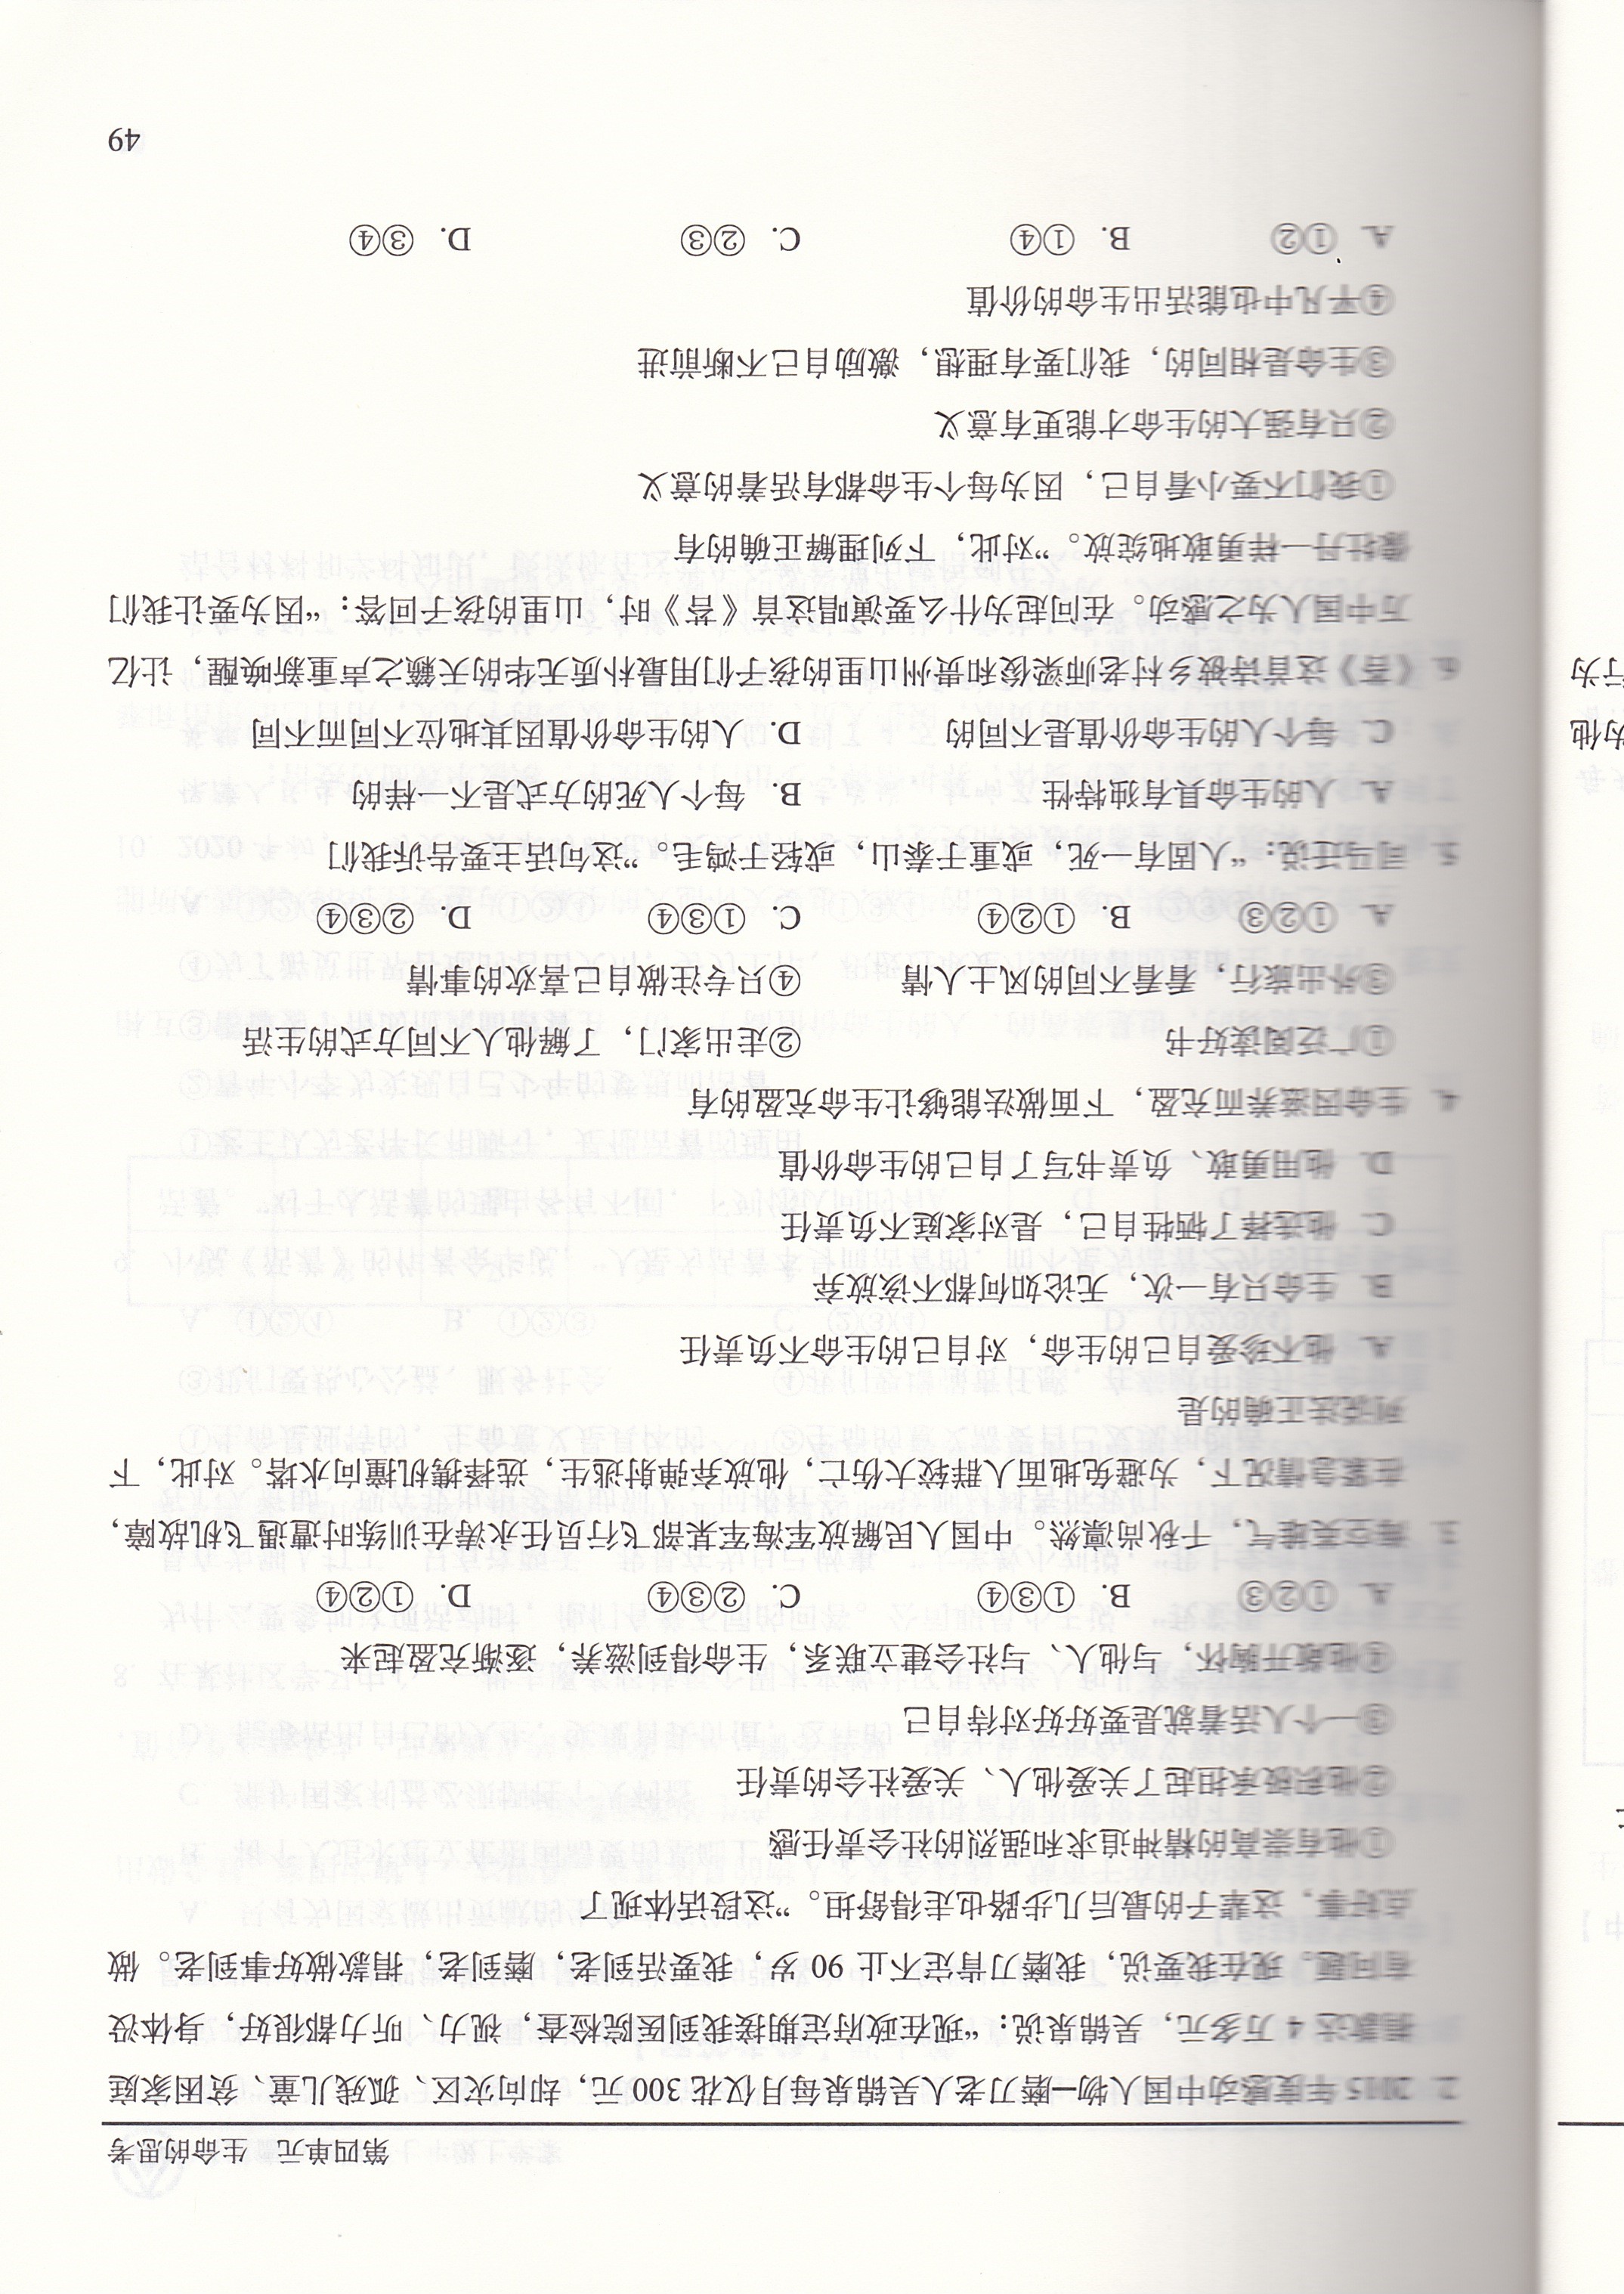 第四单元 生命的思考
2. 2015年度感动中国人物—磨刀老人吴锦泉每月仅花300元，却向灾区、孤残儿童、贫困家庭
捐款达4万多元，吴锦泉说：“现在政府定期接我到医院检查，视力、听力都很好，身体没
有问题。现在我要说，我磨刀肯定不止90岁，我要活到老，磨到老，捐款做好事到老。做
点好事，这辈子的最后几步路也走得舒坦。”这段话体现了
①他有崇高的精神追求和强烈的社会责任感
②他积极承担起了关爱他人、关爱社会的责任
③一个人活着就是要好好对待自己
④他敞开胸怀，与他人、与社会建立联系，生命得到滋养，逐渐充盈起来
A. ①②③ B. ①③④ C. ②③④ D. ①②④
3. 海空英雄气，千秋尚凛然。中国人民解放军海军某部飞行员任永涛在训练时遭遇飞机故障，
在紧急情况下，为避免地面人群较大伤亡，他放弃弹射逃生，选择携机撞向水塔。对此，下
列说法正确的是
A. 他不珍爱自己的生命，对自己的生命不负责任
B. 生命只有一次，无论如何都不该放弃
C. 他选择了牺牲自己，是对家庭不负责任
D. 他用勇敢、负责书写了自己的生命价值
4. 生命因滋养而充盈，下面做法能够让生命充盈的有
①广泛阅读好书 ②走出家门，了解他人不同方式的生活
③外出旅行，看看不同的风土人情 ④只专注做自己喜欢的事情
A. ①②③ B. ①②④ C. ①③④ D. ②③④
5. 司马迁说：“人固有一死，或重于泰山，或轻于鸿毛。”这句话主要告诉我们
A. 人的生命具有独特性 B. 每个人死的方式是不一样的
C. 每个人的生命价值是不同的 D. 人的生命价值因其地位不同而不同
6. 《苔》这首诗被乡村老师梁俊和贵州山里的孩子们用最朴质无华的天籁之声重新唤醒，让亿
万中国人为之感动。在问起为什么要演唱这首《苔》时，山里的孩子回答：“因为要让我们
像牡丹一样勇敢地绽放。”对此，下列理解正确的有
①我们不要小看自己，因为每个生命都有活着的意义
②只有强大的生命才能更有意义
③生命是相同的，我们要有理想，激励自己不断前进
④平凡中也能活出生命的价值
A. ①② B. ①④ C. ②③ D. ③④
49
行为
为他